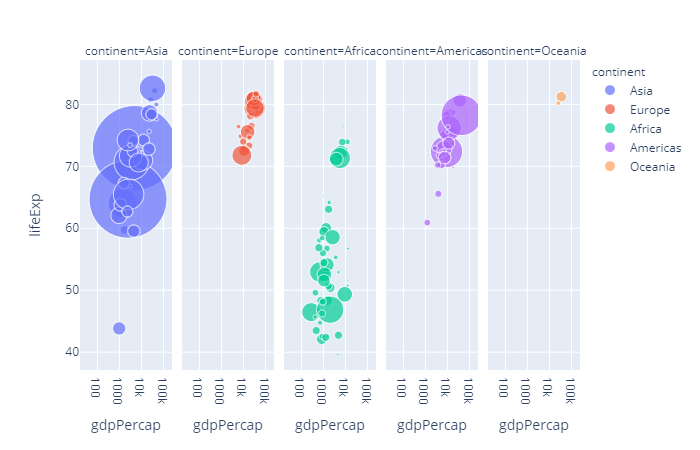 continent=Asia continent=Europe continent=Africa continent=Americas continent=Oceania
continent
Asia
Europe
Africa
Americas
Oceania
lifeExp
80
70
60
50
40
100 1000 10k 100k 100 1000 10k 100k 100 1000 10k 100k 100 1000 10k 100k 100 1000 10k 100k
gdpPercap gdpPercap gdpPercap gdpPercap gdpPercap